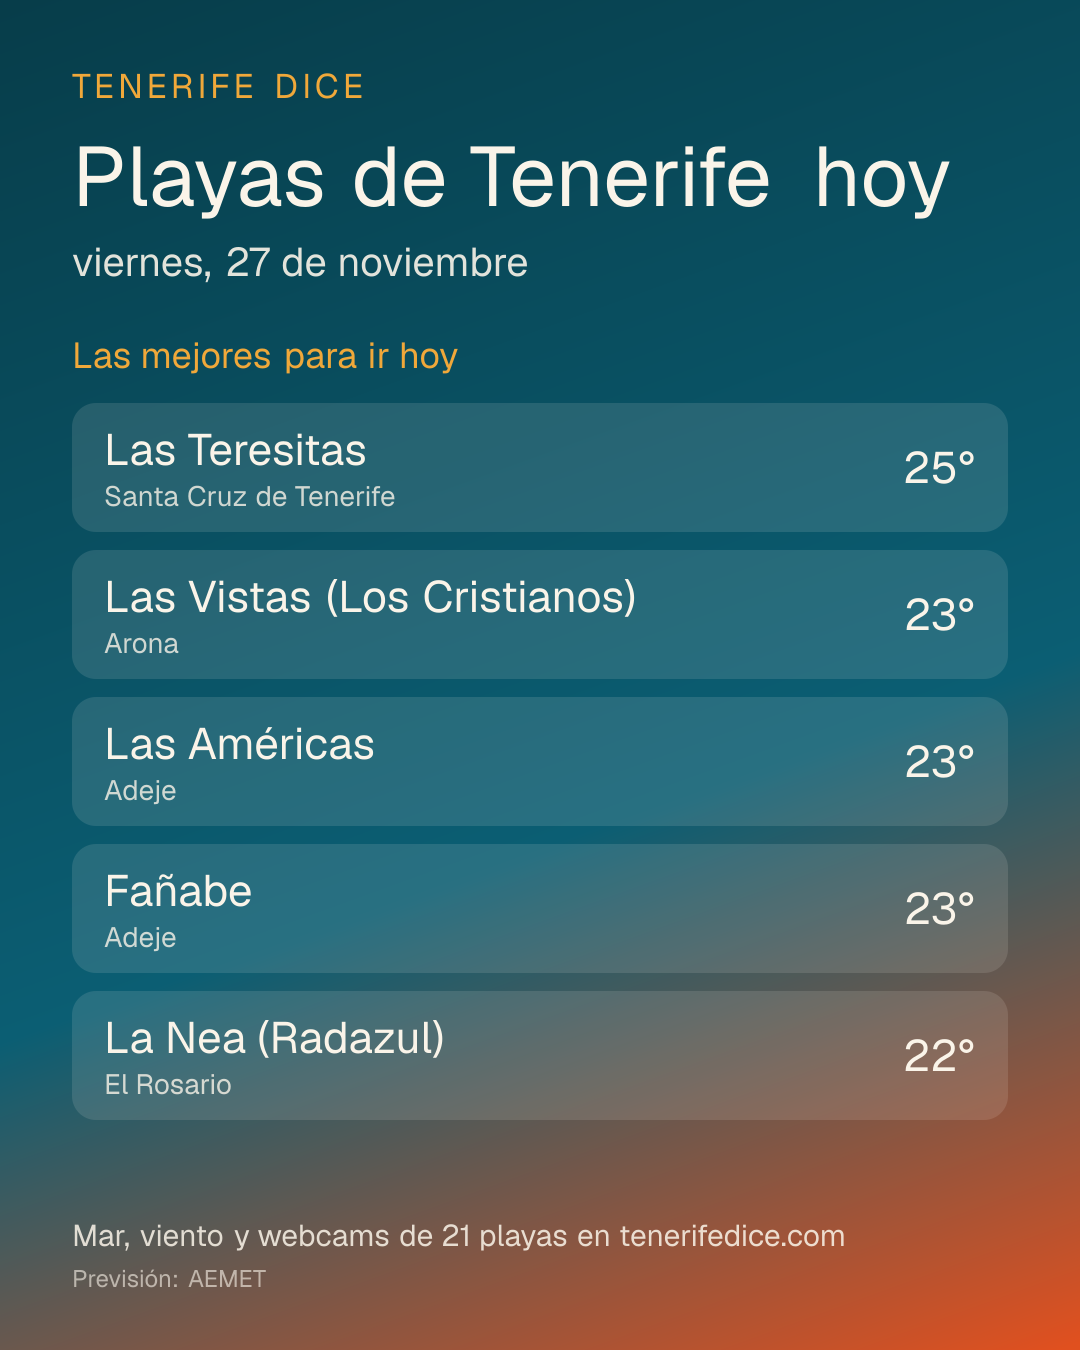 TENERIFE DICE
Playas de Tenerife hoy
viernes, 27 de noviembre
Las mejores para ir hoy
Las Teresitas
Santa Cruz de Tenerife
25°
Las Vistas (Los Cristianos)
Arona
23°
Las Américas
Adeje
23°
Fañabe
Adeje
23°
La Nea (Radazul)
El Rosario
22°
Mar, viento y webcams de 21 playas en tenerifedice.com
Previsión: AEMET